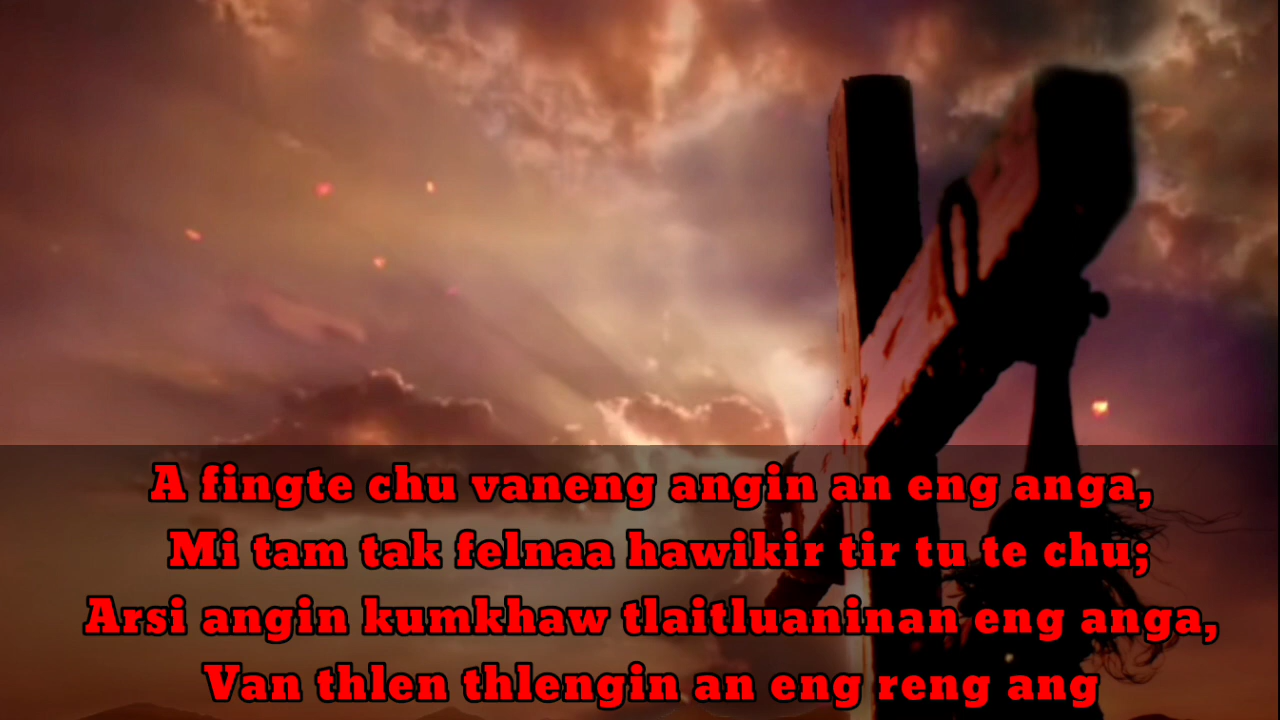 A fingte chu vaneng angin an eng anga,
Mi tam tak felnaa hawikir tir tu te chu;
Arsi angin kumkhaw tlaitluaninan eng anga,
Van thlen thlengin an eng reng ang